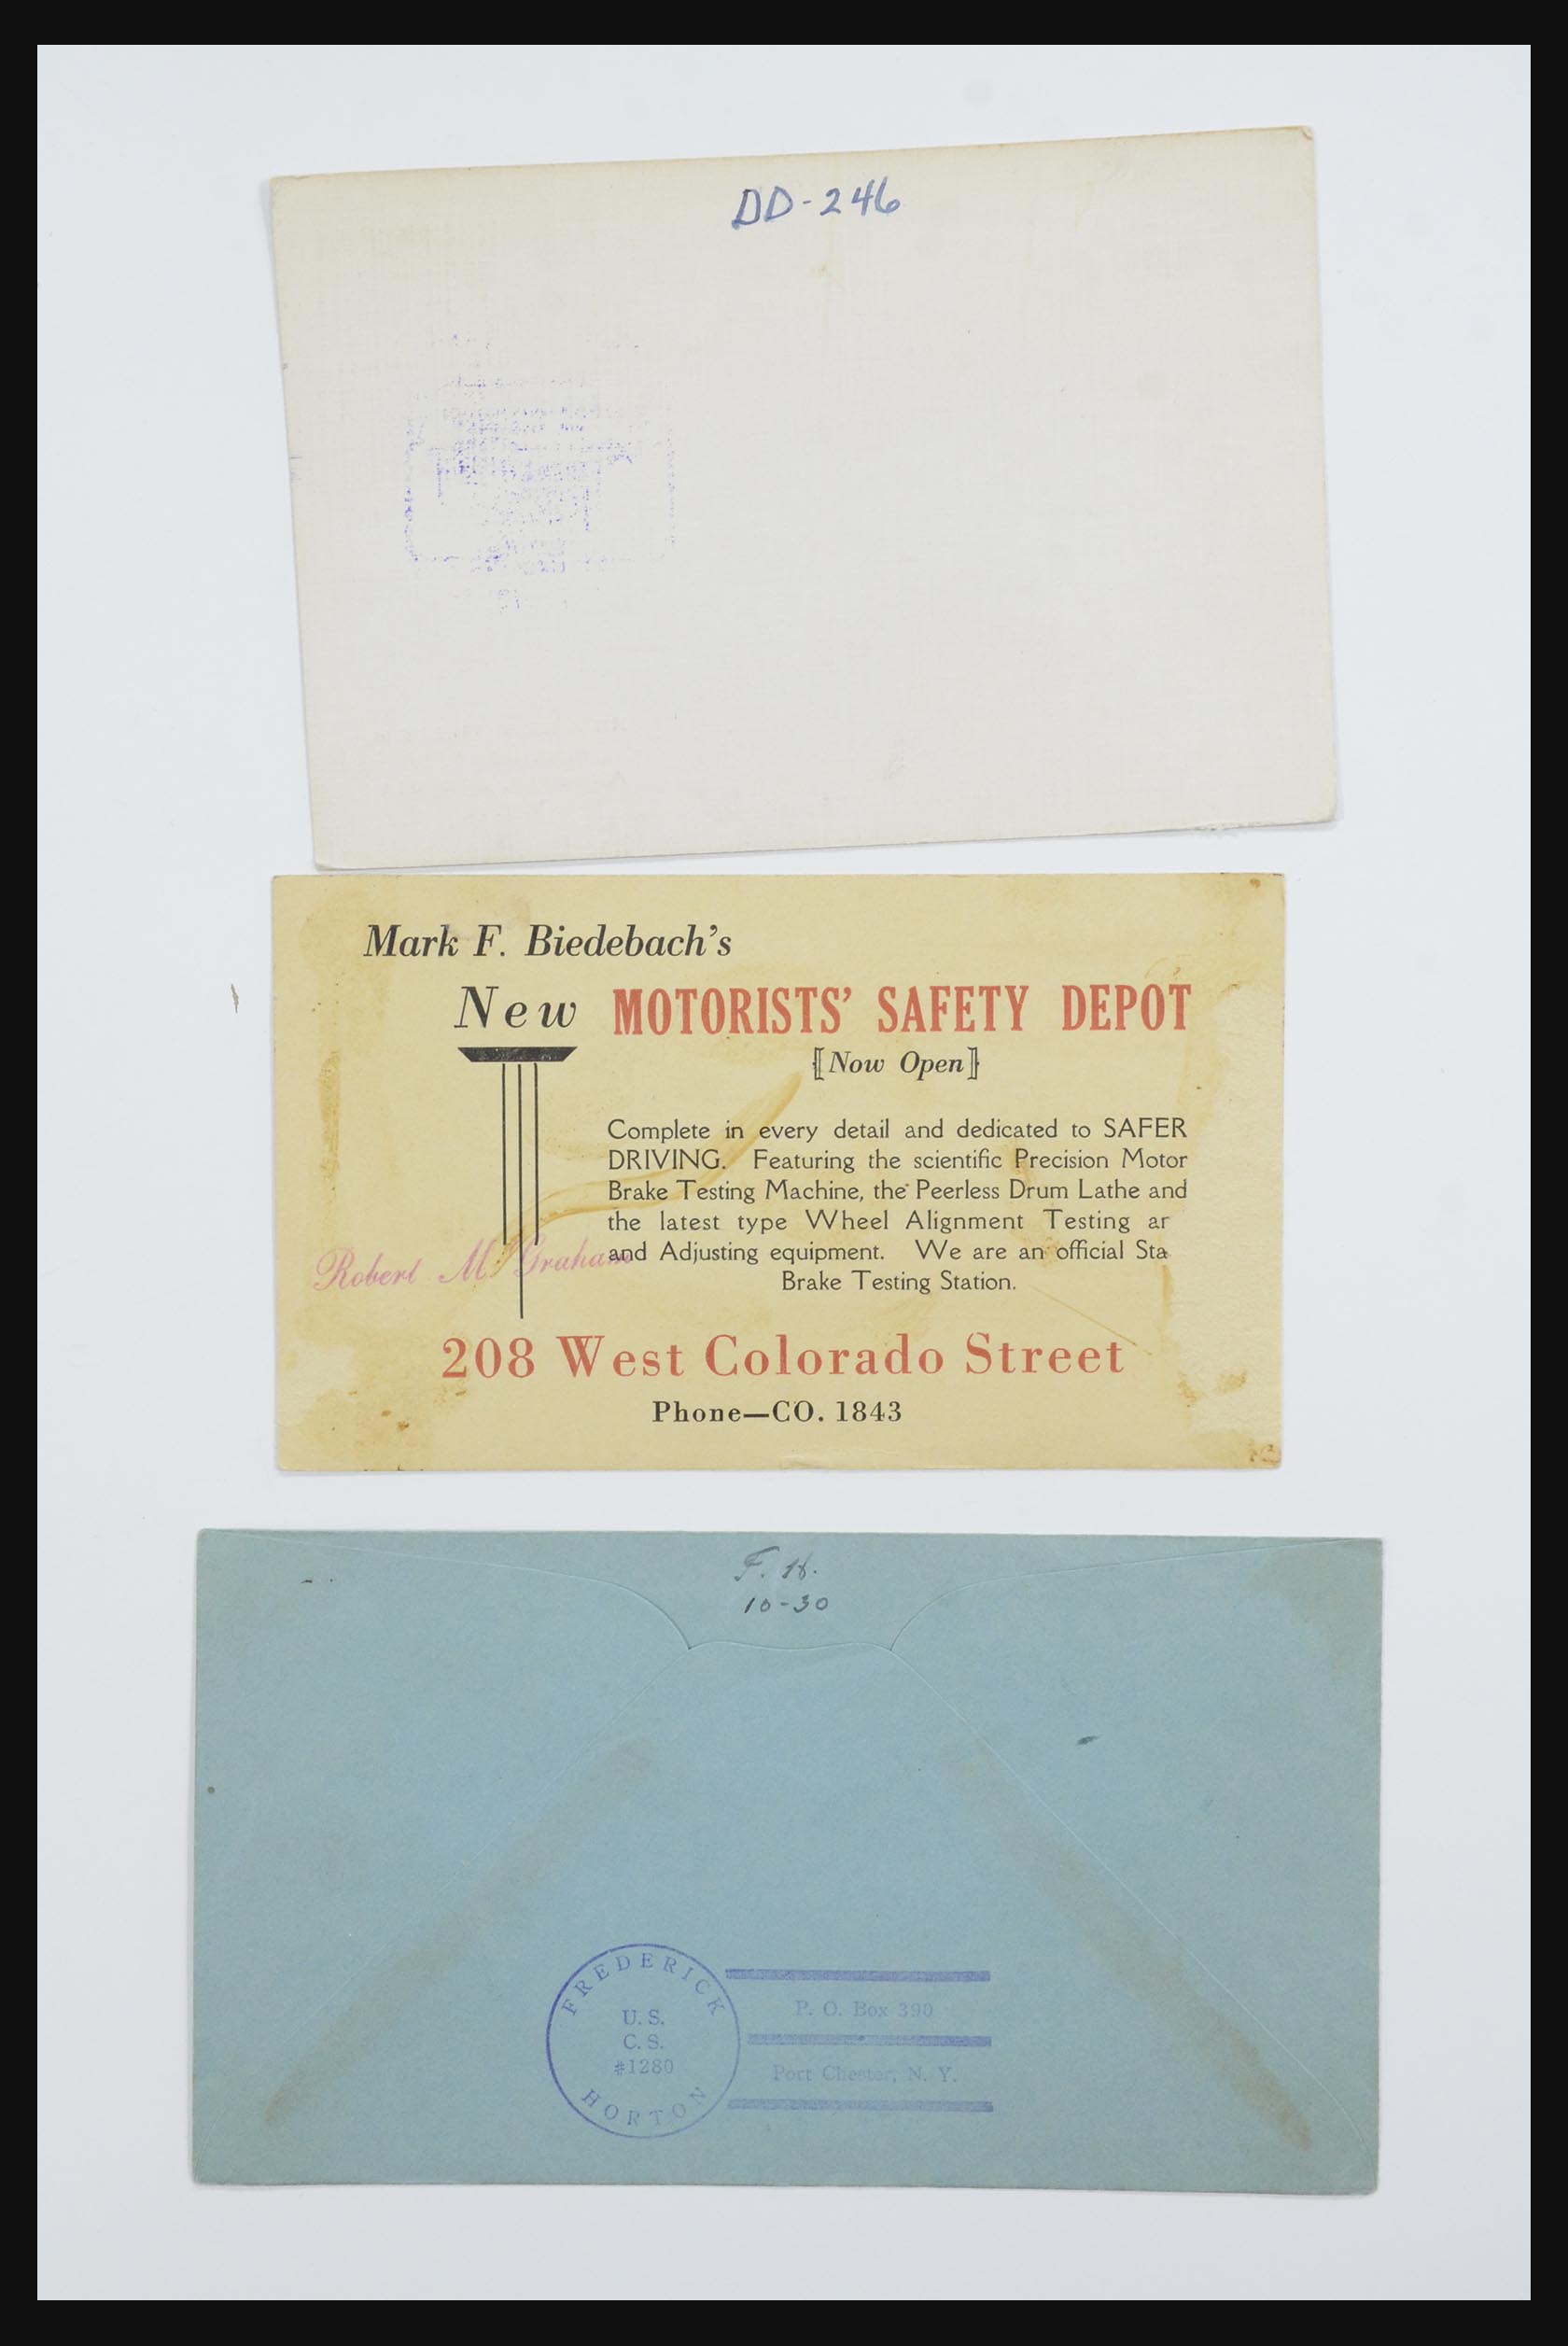 DD-246
Mark F. Biedebach's
New MOTORISTS' SAFETY DEPOT
⟦Now Open⟧
Complete in every detail and dedicated to SAFER
DRIVING. Featuring the scientific Precision Motor
Brake Testing Machine, the Peerless Drum Lathe and
the latest type Wheel Alignment Testing ar
and Adjusting equipment. We are an official Sta
Brake Testing Station.
Robert M. Graham
208 West Colorado Street
Phone—CO. 1843
F. H.
10-30
FREDERICK
U. S.
C. S.
#1280
HORTON
P. O. Box 390
Port Chester, N. Y.